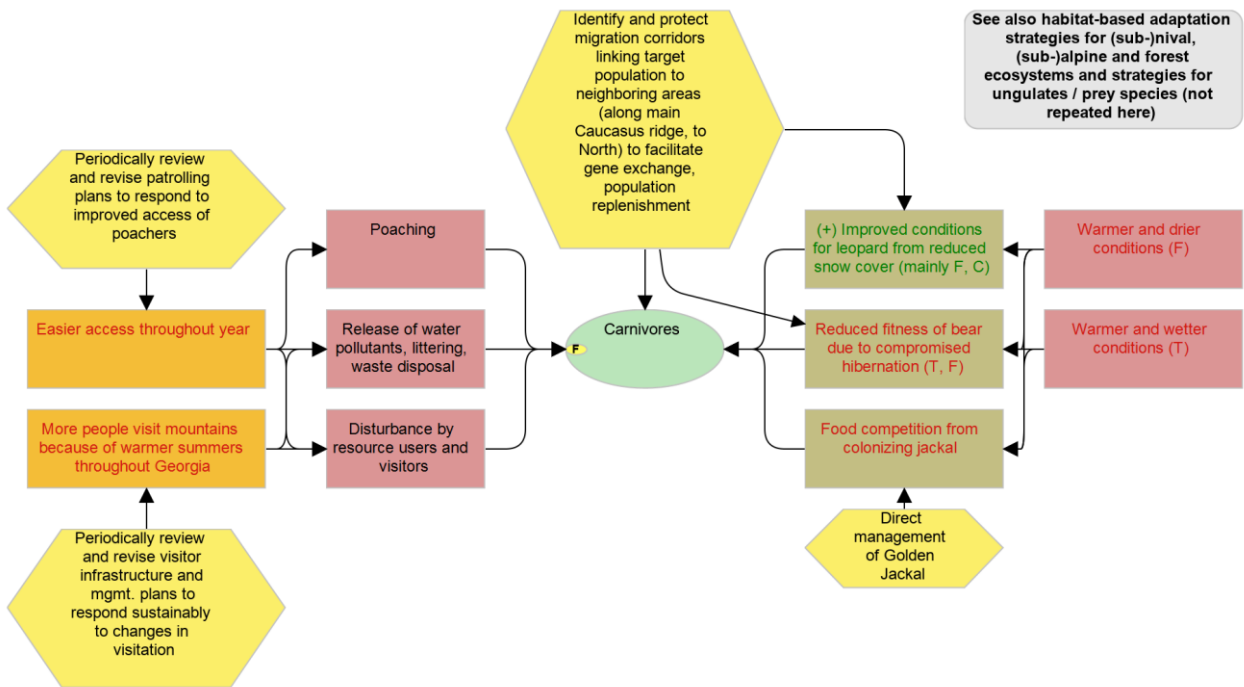 Identify and protect
migration corridors
linking target
population to
neighboring areas
(along main
Caucasus ridge, to
North) to facilitate
gene exchange,
population
replenishment
See also habitat-based adaptation
strategies for (sub-)nival,
(sub-)alpine and forest
ecosystems and strategies for
ungulates / prey species (not
repeated here)
Periodically review
and revise patrolling
plans to respond to
improved access of
poachers
Poaching
(+) Improved conditions
for leopard from reduced
snow cover (mainly F, C)
Warmer and drier
conditions (F)
Easier access throughout year
Release of water
pollutants, littering,
waste disposal
Carnivores
F
Reduced fitness of bear
due to compromised
hibernation (T, F)
Warmer and wetter
conditions (T)
More people visit mountains
because of warmer summers
throughout Georgia
Disturbance by
resource users and
visitors
Food competition from
colonizing jackal
Periodically review
and revise visitor
infrastructure and
mgmt. plans to
respond sustainably
to changes in
visitation
Direct
management
of Golden
Jackal